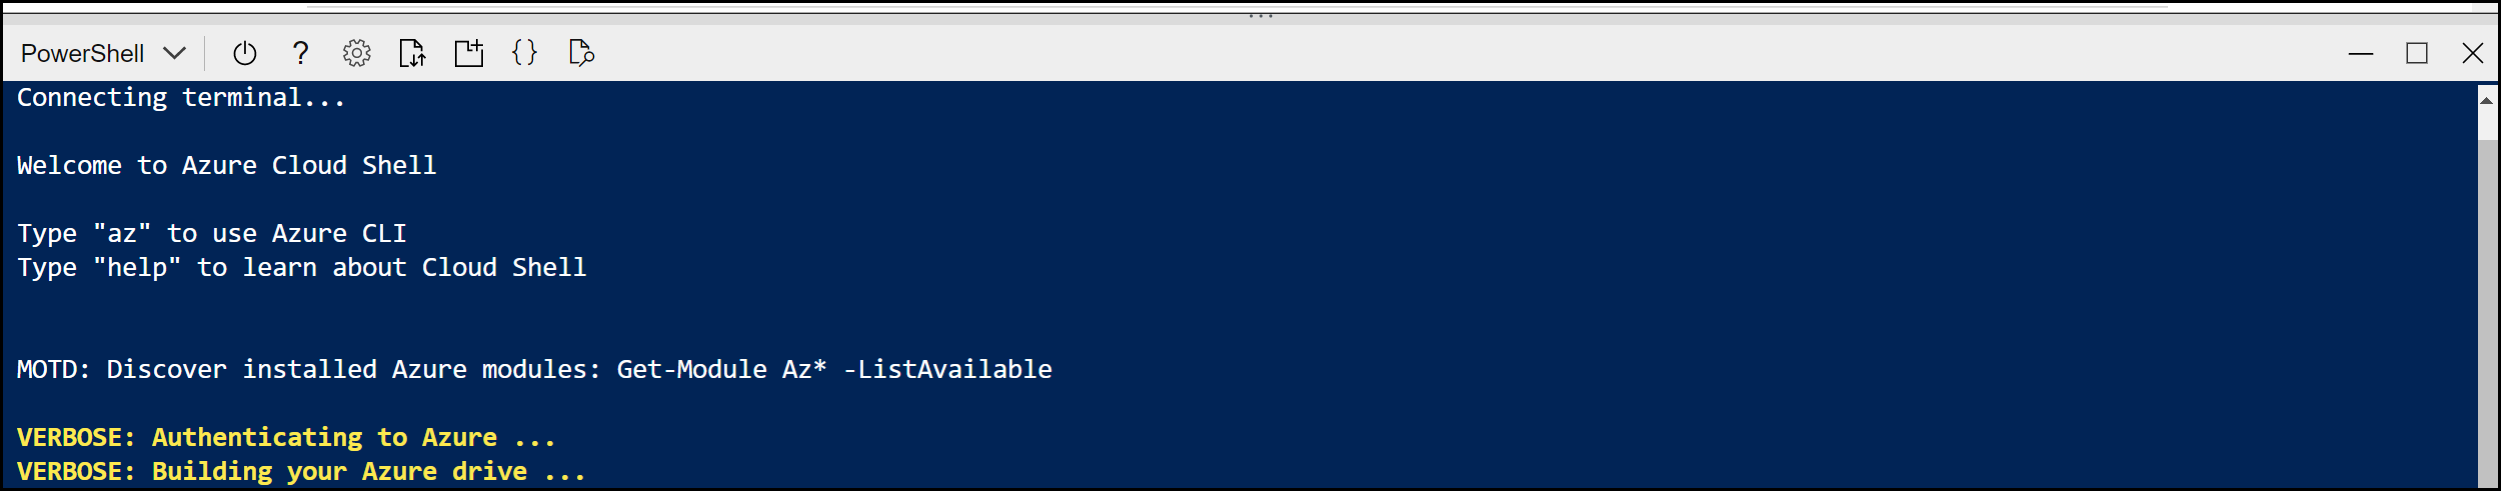 PowerShell
Connecting terminal...
Welcome to Azure Cloud Shell
Type "az" to use Azure CLI
Type "help" to learn about Cloud Shell
MOTD: Discover installed Azure modules: Get-Module Az* -ListAvailable
VERBOSE: Authenticating to Azure ...
VERBOSE: Building your Azure drive ...